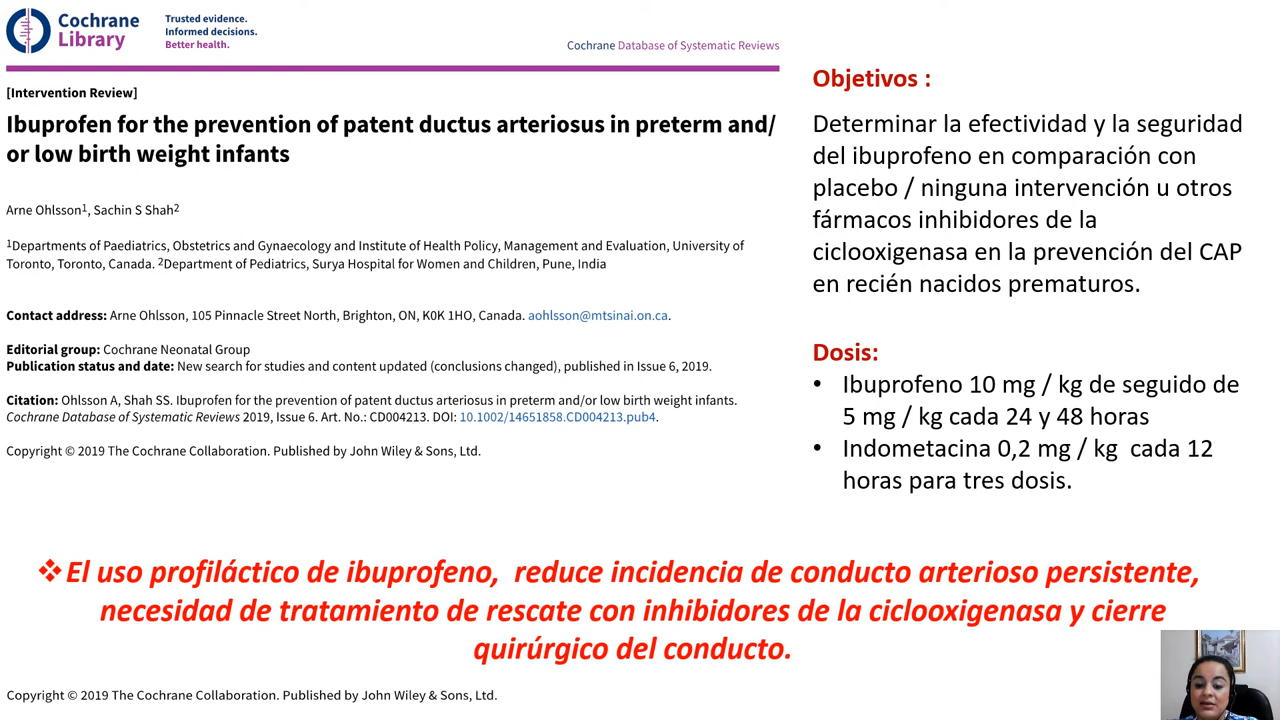 Cochrane
Library
Trusted evidence.
Informed decisions.
Better health.
Cochrane Database of Systematic Reviews
[Intervention Review]
Ibuprofen for the prevention of patent ductus arteriosus in preterm and/
or low birth weight infants
Arne Ohlsson1, Sachin S Shah2
1Departments of Paediatrics, Obstetrics and Gynaecology and Institute of Health Policy, Management and Evaluation, University of
Toronto, Toronto, Canada. 2Department of Pediatrics, Surya Hospital for Women and Children, Pune, India
Contact address: Arne Ohlsson, 105 Pinnacle Street North, Brighton, ON, K0K 1HO, Canada. aohlsson@mtsinai.on.ca.
Editorial group: Cochrane Neonatal Group
Publication status and date: New search for studies and content updated (conclusions changed), published in Issue 6, 2019.
Citation: Ohlsson A, Shah SS. Ibuprofen for the prevention of patent ductus arteriosus in preterm and/or low birth weight infants.
Cochrane Database of Systematic Reviews 2019, Issue 6. Art. No.: CD004213. DOI: 10.1002/14651858.CD004213.pub4.
Copyright © 2019 The Cochrane Collaboration. Published by John Wiley & Sons, Ltd.
Objetivos :
Determinar la efectividad y la seguridad
del ibuprofeno en comparación con
placebo / ninguna intervención u otros
fármacos inhibidores de la
ciclooxigenasa en la prevención del CAP
en recién nacidos prematuros.
Dosis:
• Ibuprofeno 10 mg / kg de seguido de
5 mg / kg cada 24 y 48 horas
• Indometacina 0,2 mg / kg cada 12
horas para tres dosis.
❖El uso profiláctico de ibuprofeno, reduce incidencia de conducto arterioso persistente,
necesidad de tratamiento de rescate con inhibidores de la ciclooxigenasa y cierre
quirúrgico del conducto.
Copyright © 2019 The Cochrane Collaboration. Published by John Wiley & Sons, Ltd.